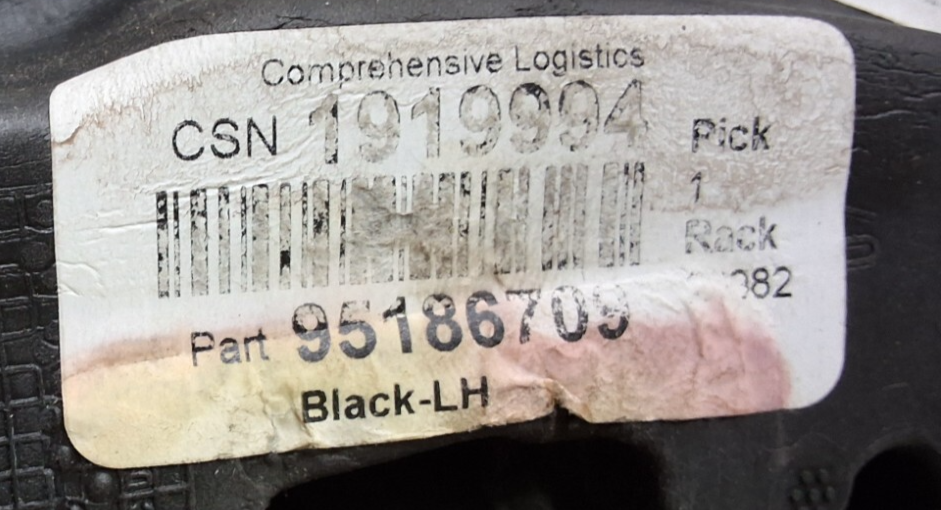 Comprehensive Logistics
CSN 1919994
Pick
1
Rack
Part 95186709
Black-LH